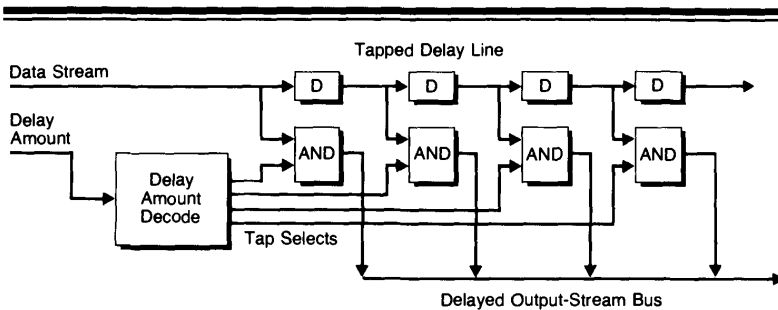 Tapped Delay Line
Data Stream
D
D
D
D
Delay
Amount
AND
AND
AND
AND
Delay
Amount
Decode
Tap Selects
Delayed Output-Stream Bus